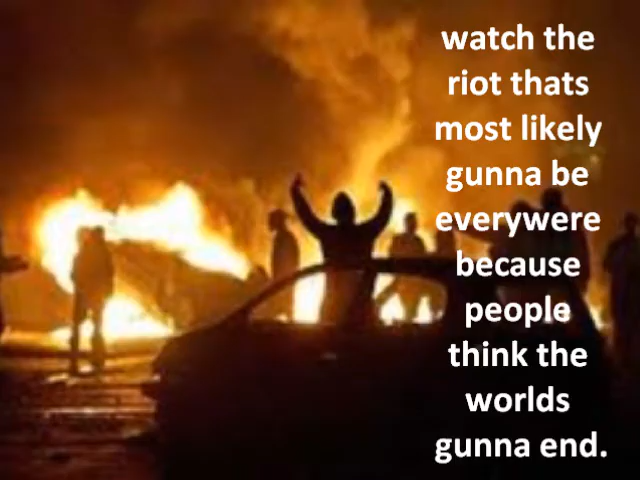 watch the
riot thats
most likely
gunna be
everywere
because
people
think the
worlds
gunna end.